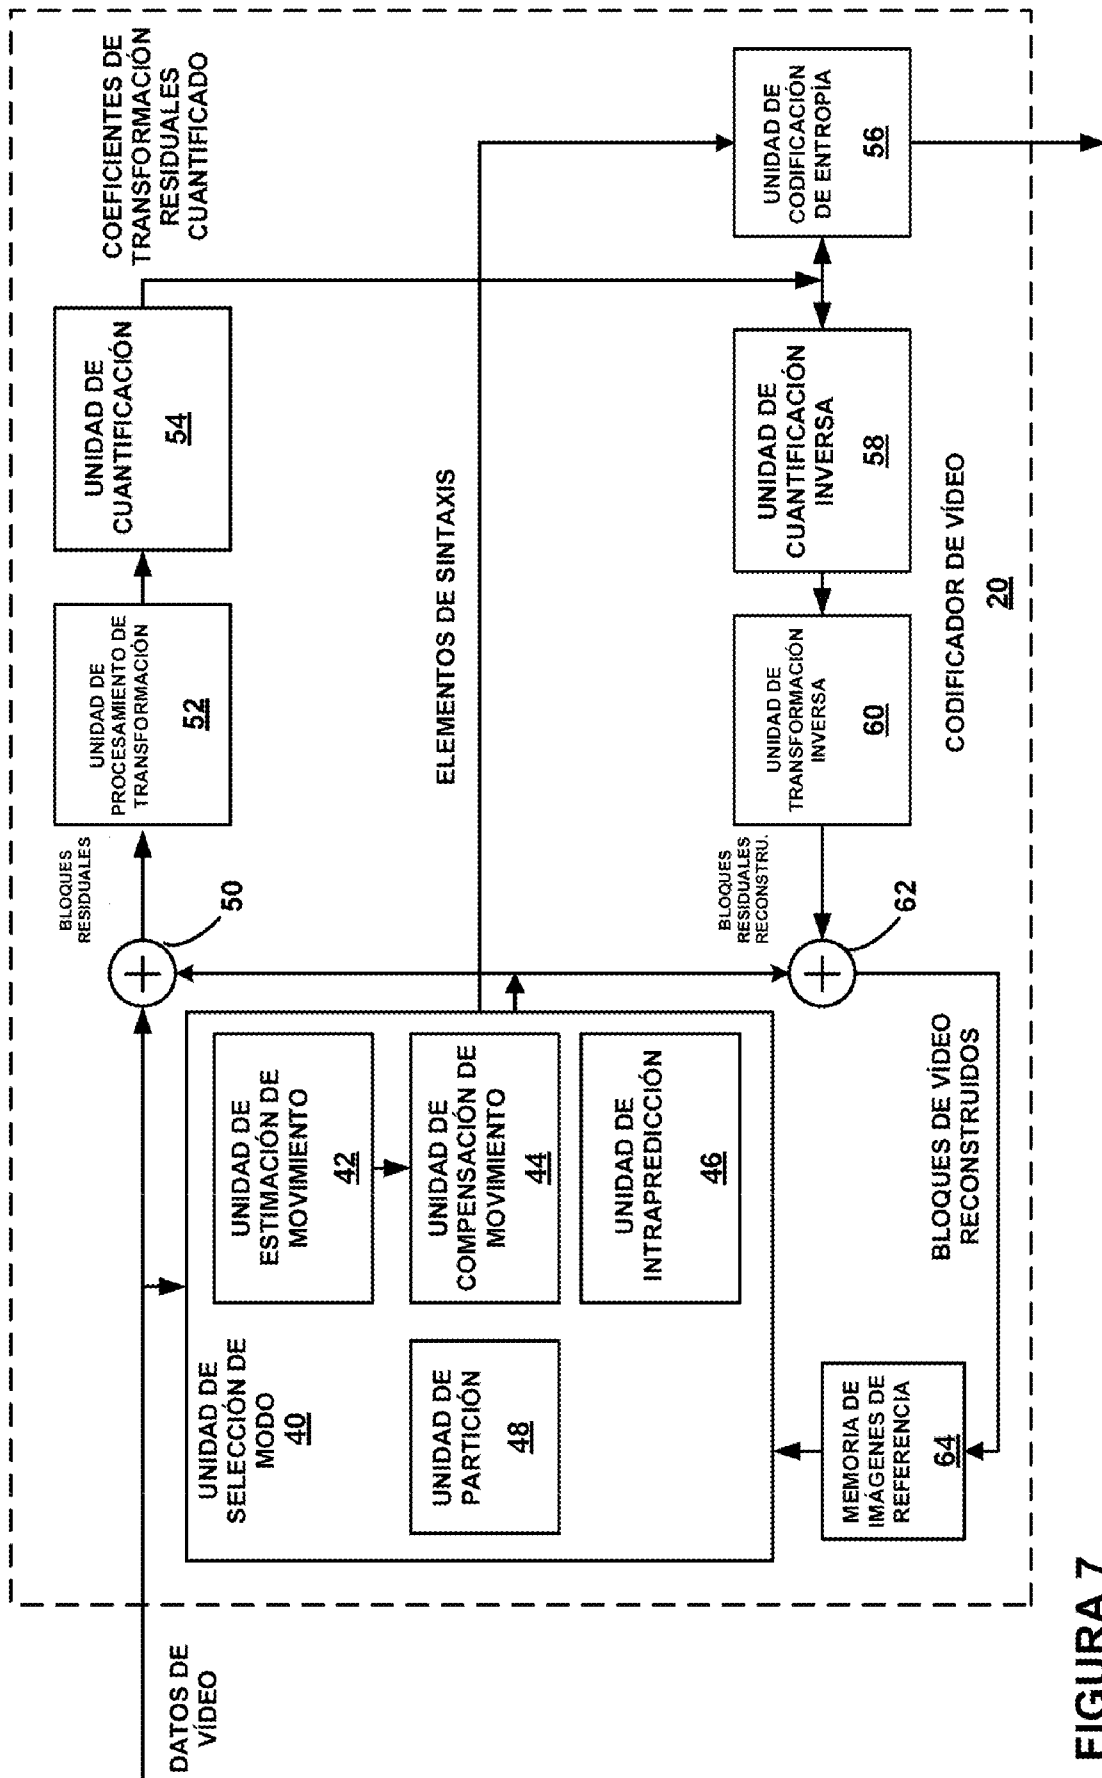 DATOS DE
VÍDEO
UNIDAD DE
SELECCIÓN DE
MODO
40
UNIDAD DE
ESTIMACIÓN DE
MOVIMIENTO
42
UNIDAD DE
PARTICIÓN
48
UNIDAD DE
COMPENSACIÓN DE
MOVIMIENTO
44
UNIDAD DE
INTRAPREDICCIÓN
46
50
BLOQUES
RESIDUALES
UNIDAD DE
PROCESAMIENTO DE
TRANSFORMACIÓN
52
UNIDAD DE
CUANTIFICACIÓN
54
COEFICIENTES DE
TRANSFORMACIÓN
RESIDUALES
CUANTIFICADO
ELEMENTOS DE SINTAXIS
MEMORIA DE
IMÁGENES DE
REFERENCIA
64
BLOQUES DE VÍDEO
RECONSTRUIDOS
62
BLOQUES
RESIDUALES
RECONSTRU.
UNIDAD DE
TRANSFORMACIÓN
INVERSA
60
UNIDAD DE
CUANTIFICACIÓN
INVERSA
58
UNIDAD DE
CODIFICACIÓN
DE ENTROPÍA
56
CODIFICADOR DE VÍDEO
20
FIGURA 7